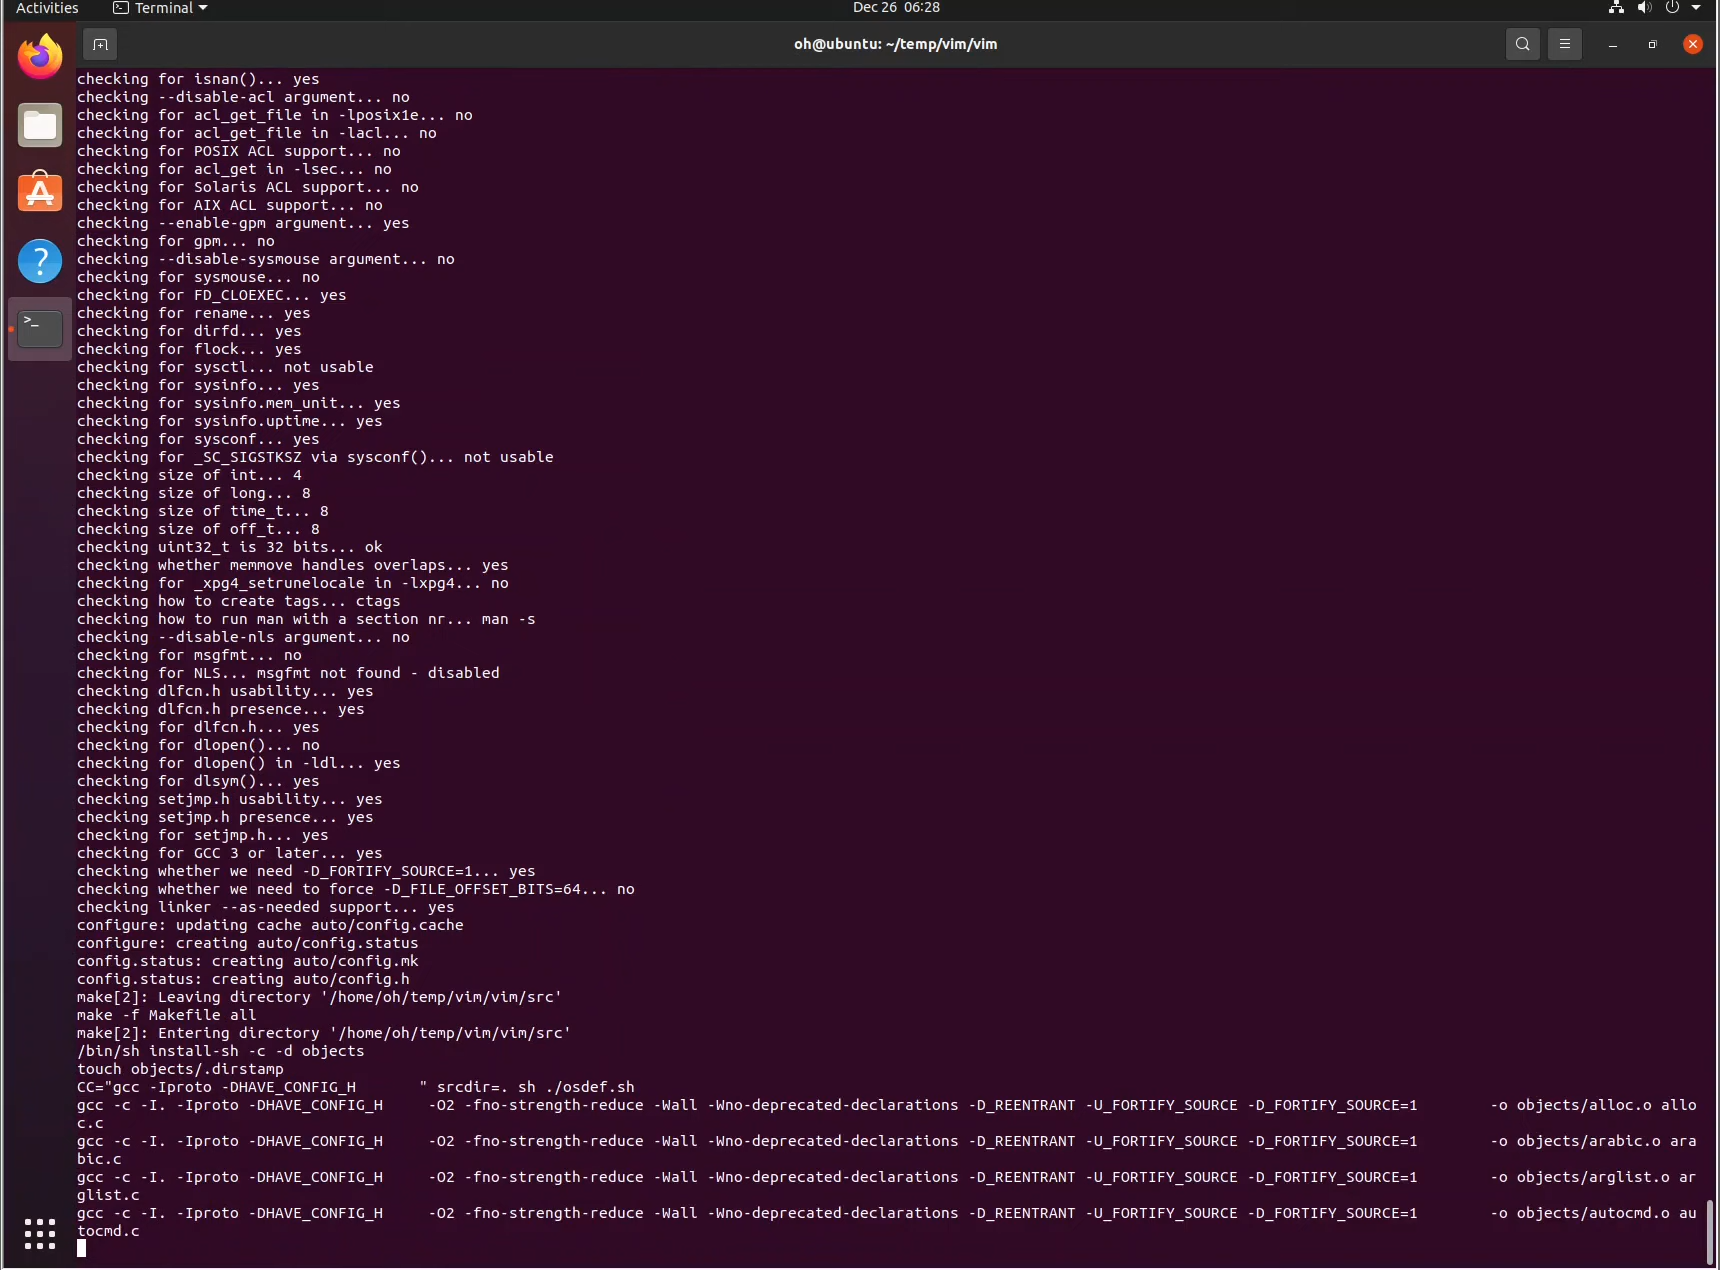 Activities
Terminal
Dec 26 06:28
oh@ubuntu: ~/temp/vim/vim
checking for isnan()... yes
checking --disable-acl argument... no
checking for acl_get_file in -lposix1e... no
checking for acl_get_file in -lacl... no
checking for POSIX ACL support... no
checking for acl_get in -lsec... no
checking for Solaris ACL support... no
checking for AIX ACL support... no
checking --enable-gpm argument... yes
checking for gpm... no
checking --disable-sysmouse argument... no
checking for sysmouse... no
checking for FD_CLOEXEC... yes
checking for rename... yes
checking for dirfd... yes
checking for flock... yes
checking for sysctl... not usable
checking for sysinfo... yes
checking for sysinfo.mem_unit... yes
checking for sysinfo.uptime... yes
checking for sysconf... yes
checking for _SC_SIGSTKSZ via sysconf()... not usable
checking size of int... 4
checking size of long... 8
checking size of time_t... 8
checking size of off_t... 8
checking uint32_t is 32 bits... ok
checking whether memmove handles overlaps... yes
checking for _xpg4_setrunelocale in -lxpg4... no
checking how to create tags... ctags
checking how to run man with a section nr... man -s
checking --disable-nls argument... no
checking for msgfmt... no
checking for NLS... msgfmt not found - disabled
checking dlfcn.h usability... yes
checking dlfcn.h presence... yes
checking for dlfcn.h... yes
checking for dlopen()... no
checking for dlopen() in -ldl... yes
checking for dlsym()... yes
checking setjmp.h usability... yes
checking setjmp.h presence... yes
checking for setjmp.h... yes
checking for GCC 3 or later... yes
checking whether we need -D_FORTIFY_SOURCE=1... yes
checking whether we need to force -D_FILE_OFFSET_BITS=64... no
checking linker --as-needed support... yes
configure: updating cache auto/config.cache
configure: creating auto/config.status
config.status: creating auto/config.mk
config.status: creating auto/config.h
make[2]: Leaving directory '/home/oh/temp/vim/vim/src'
make -f Makefile all
make[2]: Entering directory '/home/oh/temp/vim/vim/src'
/bin/sh install-sh -c -d objects
touch objects/.dirstamp
CC="gcc -Iproto -DHAVE_CONFIG_H       " srcdir=. sh ./osdef.sh
gcc -c -I. -Iproto -DHAVE_CONFIG_H     -O2 -fno-strength-reduce -Wall -Wno-deprecated-declarations -D_REENTRANT -U_FORTIFY_SOURCE -D_FORTIFY_SOURCE=1        -o objects/alloc.o allo
c.c
gcc -c -I. -Iproto -DHAVE_CONFIG_H     -O2 -fno-strength-reduce -Wall -Wno-deprecated-declarations -D_REENTRANT -U_FORTIFY_SOURCE -D_FORTIFY_SOURCE=1        -o objects/arabic.o ara
bic.c
gcc -c -I. -Iproto -DHAVE_CONFIG_H     -O2 -fno-strength-reduce -Wall -Wno-deprecated-declarations -D_REENTRANT -U_FORTIFY_SOURCE -D_FORTIFY_SOURCE=1        -o objects/arglist.o ar
glist.c
gcc -c -I. -Iproto -DHAVE_CONFIG_H     -O2 -fno-strength-reduce -Wall -Wno-deprecated-declarations -D_REENTRANT -U_FORTIFY_SOURCE -D_FORTIFY_SOURCE=1        -o objects/autocmd.o au
tocmd.c